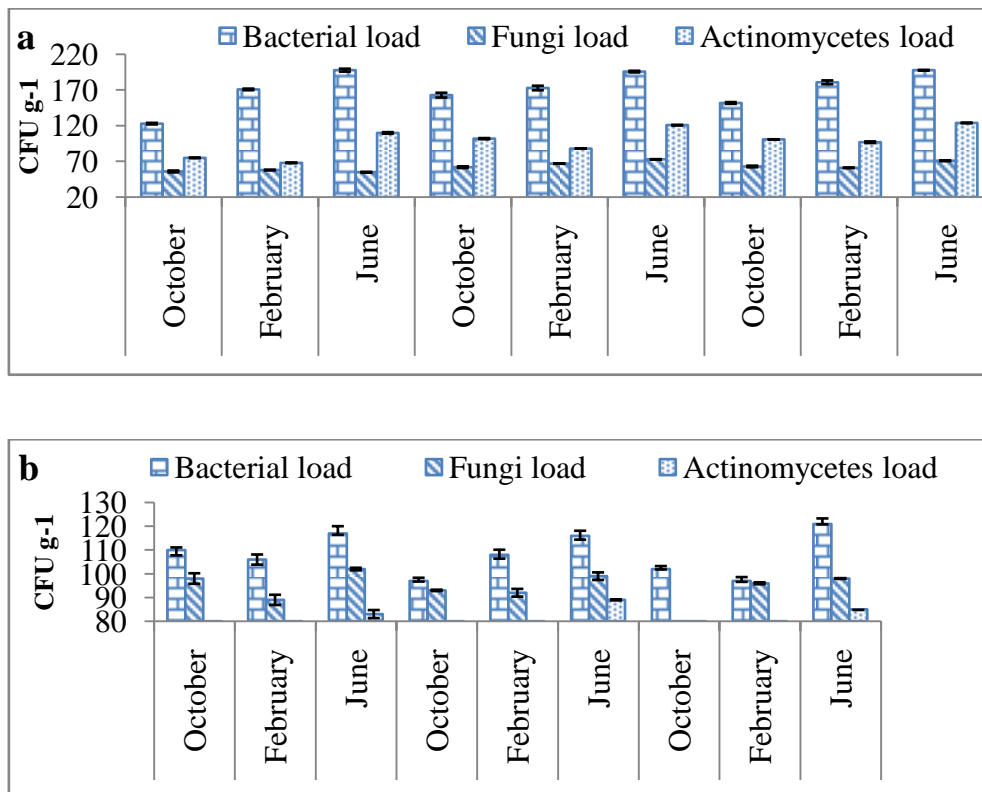 a
Bacterial load Fungi load Actinomycetes load
CFU g-1
220
170
120
70
20
October February June October February June October February June
b
Bacterial load Fungi load Actinomycetes load
CFU g-1
130
120
110
100
90
80
October February June October February June October February June